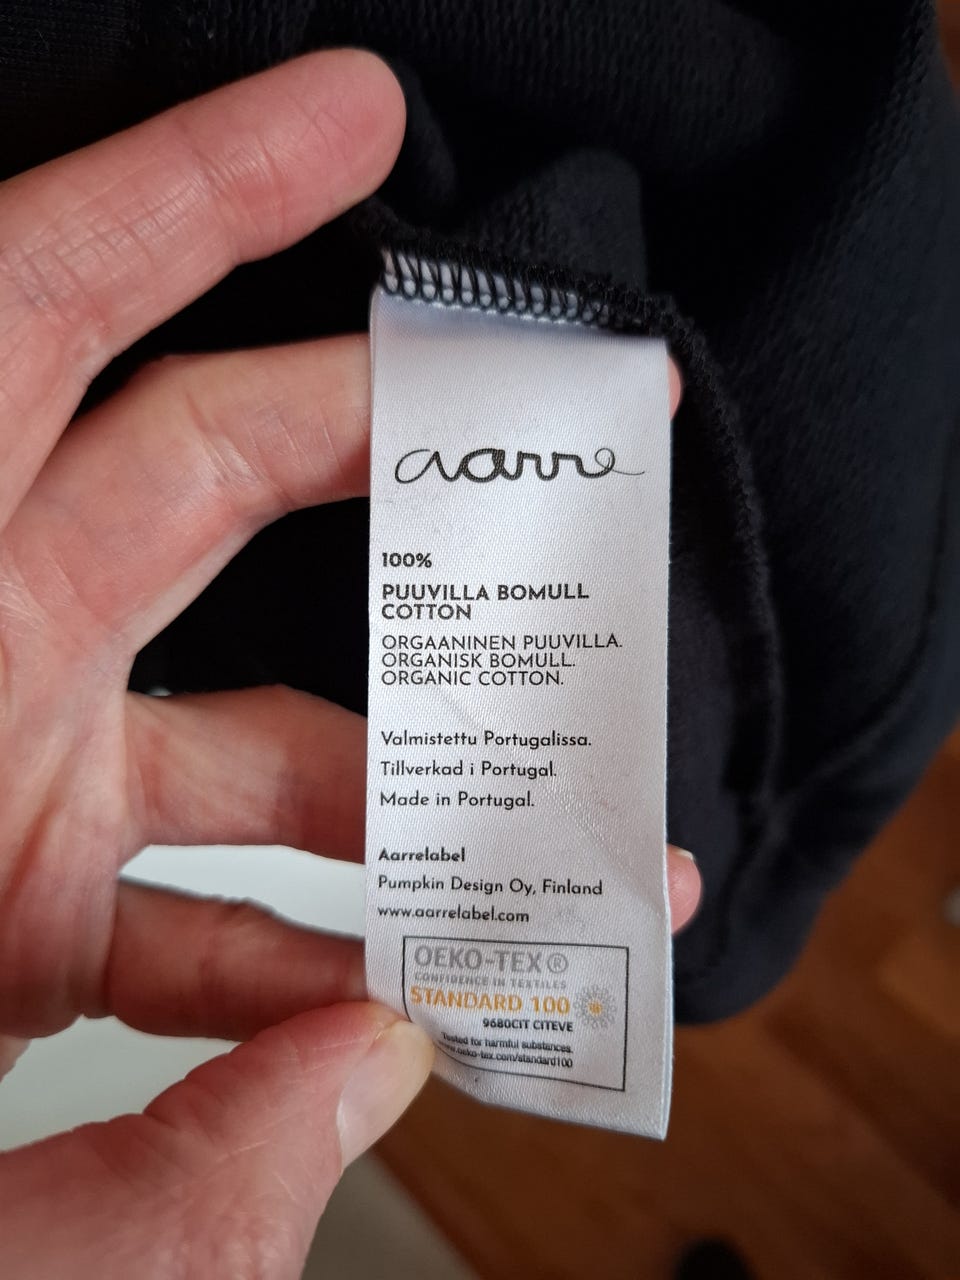 aarre
100%
PUUVILLA BOMULL
COTTON
ORGAANINEN PUUVILLA.
ORGANISK BOMULL.
ORGANIC COTTON.
Valmistettu Portugalissa.
Tillverkad i Portugal.
Made in Portugal.
Aarrelabel
Pumpkin Design Oy, Finland
www.aarrelabel.com
OEKO-TEX®
CONFIDENCE IN TEXTILES
STANDARD 100
9680CIT CITEVE
Tested for harmful substances.
www.oeko-tex.com/standard100